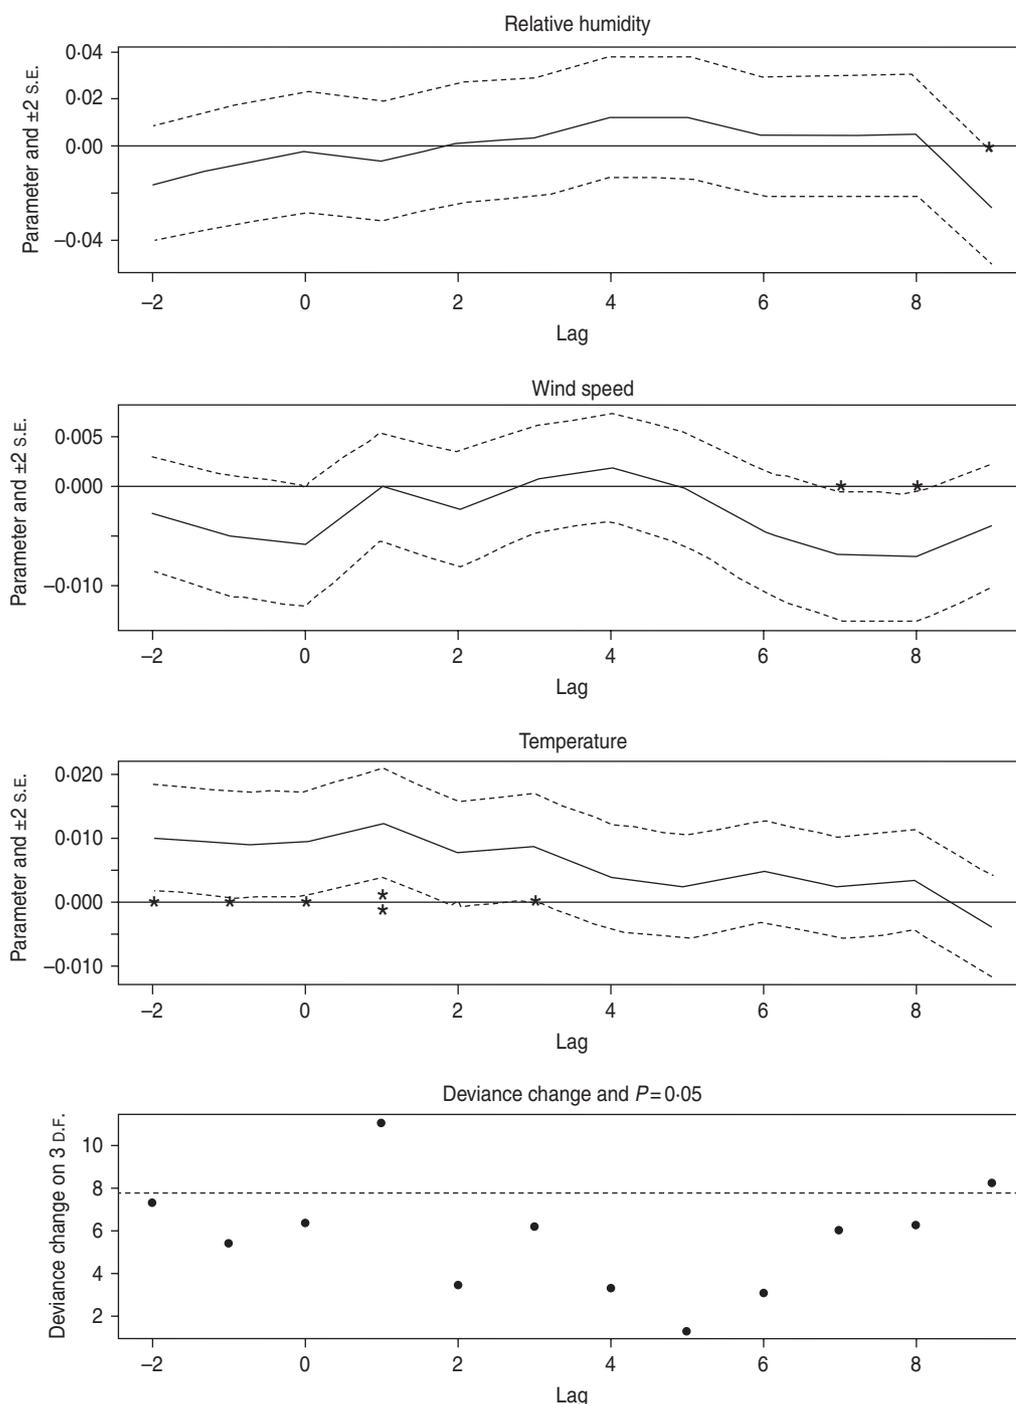 Relative humidity
Parameter and ±2 S.E.
0·04
0·02
0·00
–0·04
–2 0 2 4 6 8
Lag
*
Wind speed
Parameter and ±2 S.E.
0·005
0·000
–0·010
* *
–2 0 2 4 6 8
Lag
Temperature
Parameter and ±2 S.E.
0·020
0·010
0·000
–0·010
* * * * * *
–2 0 2 4 6 8
Lag
Deviance change and P=0·05
Deviance change on 3 D.F.
10
8
6
4
2
–2 0 2 4 6 8
Lag